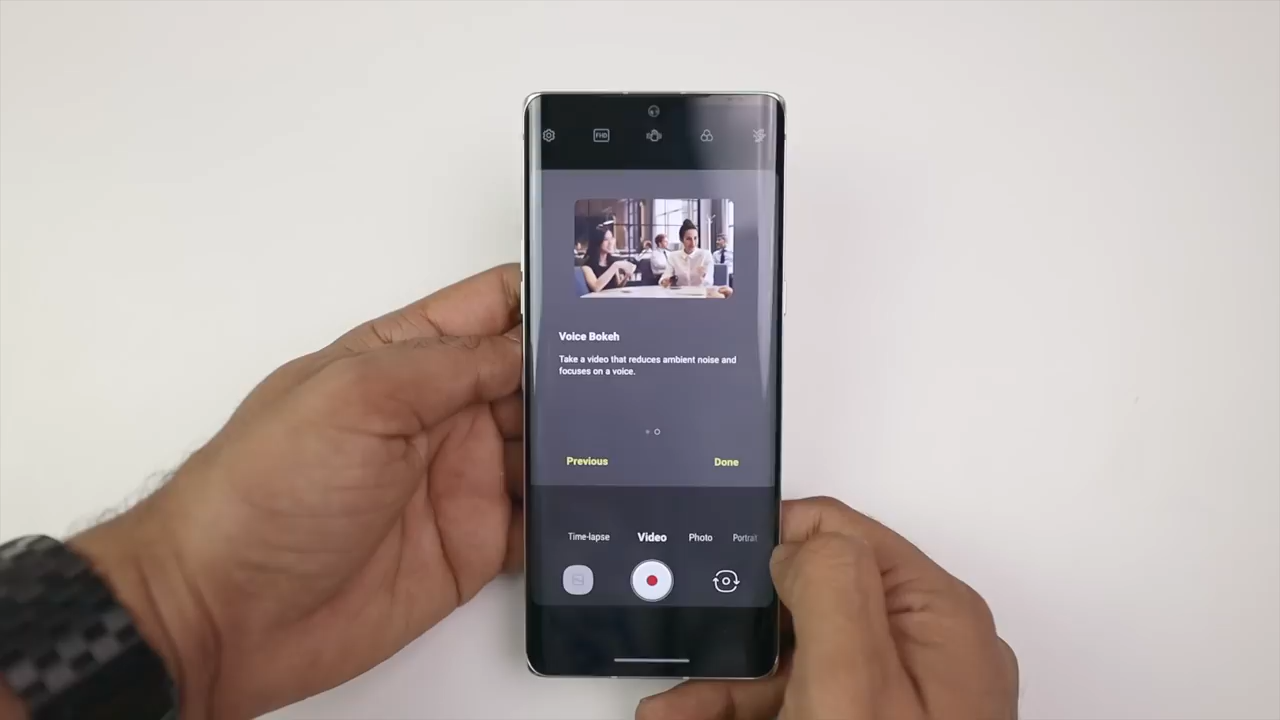 FHD
Voice Bokeh
Take a video that reduces ambient noise and
focuses on a voice.
Previous Done
Time-lapse Video Photo Portrait